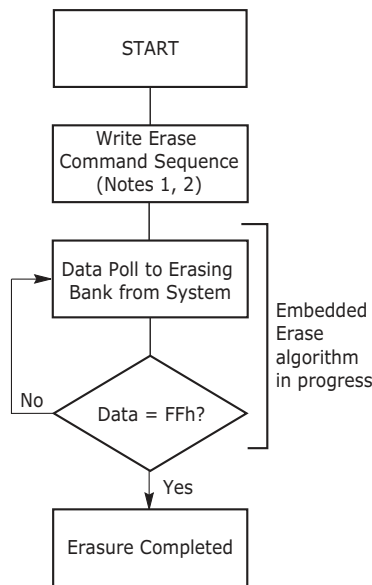 START
Write Erase
Command Sequence
(Notes 1, 2)
Data Poll to Erasing
Bank from System
Embedded
Erase
algorithm
in progress
Data = FFh?
No
Yes
Erasure Completed